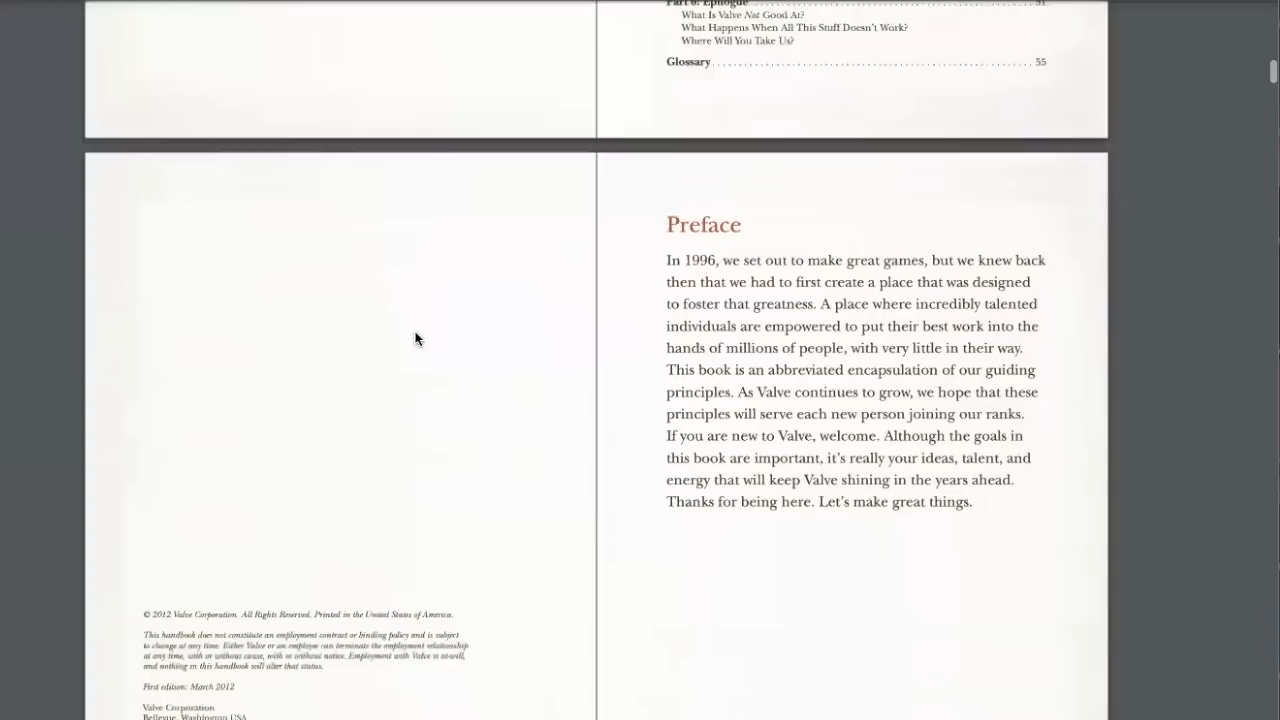 Part 6: Epilogue ........ 51
What Is Valve Not Good At?
What Happens When All This Stuff Doesn't Work?
Where Will You Take Us?
Glossary ........ 55
Preface
In 1996, we set out to make great games, but we knew back
then that we had to first create a place that was designed
to foster that greatness. A place where incredibly talented
individuals are empowered to put their best work into the
hands of millions of people, with very little in their way.
This book is an abbreviated encapsulation of our guiding
principles. As Valve continues to grow, we hope that these
principles will serve each new person joining our ranks.
If you are new to Valve, welcome. Although the goals in
this book are important, it's really your ideas, talent, and
energy that will keep Valve shining in the years ahead.
Thanks for being here. Let's make great things.
© 2012 Valve Corporation. All Rights Reserved. Printed in the United States of America.
This handbook does not constitute an employment contract or binding policy and is subject
to change at any time. Either Valve or an employee can terminate the employment relationship
at any time, with or without cause, with or without notice. Employment with Valve is at-will,
and nothing in this handbook will alter that status.
First edition: March 2012
Valve Corporation
Bellevue, Washington USA